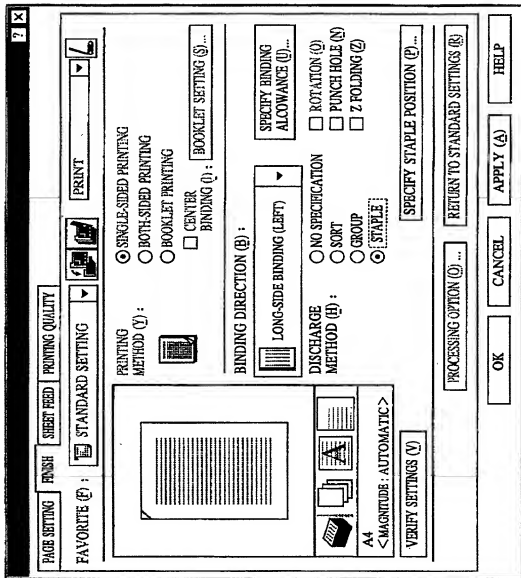 ? X
PAGE SETTING FINISH SHEET FEED PRINTING QUALITY
FAVORITE (F) : STANDARD SETTING PRINT
PRINTING METHOD (Y) :
SINGLE-SIDED PRINTING
BOTH-SIDED PRINTING
BOOKLET PRINTING
CENTER BINDING (I) :
BOOKLET SETTING (S)...
BINDING DIRECTION (B) :
LONG-SIDE BINDING (LEFT)
SPECIFY BINDING
ALCOWANCE (U)...
DISCHARGE
METHOD (H) :
NO SPECIFICATION
SORT
GROUP
STAPLE
ROTATION (O)
PUNCH HOLE (N)
Z FOLDING (Z)
SPECIFY STAPLE POSITION (P)...
A
A4
<MAGNITUDE : AUTOMATIC>
VERIFY SETTINGS (V)
PROCESSING OPTION (O) ...
RETURN TO STANDARD SETTINGS (R)
OK CANCEL APPLY (A) HELP